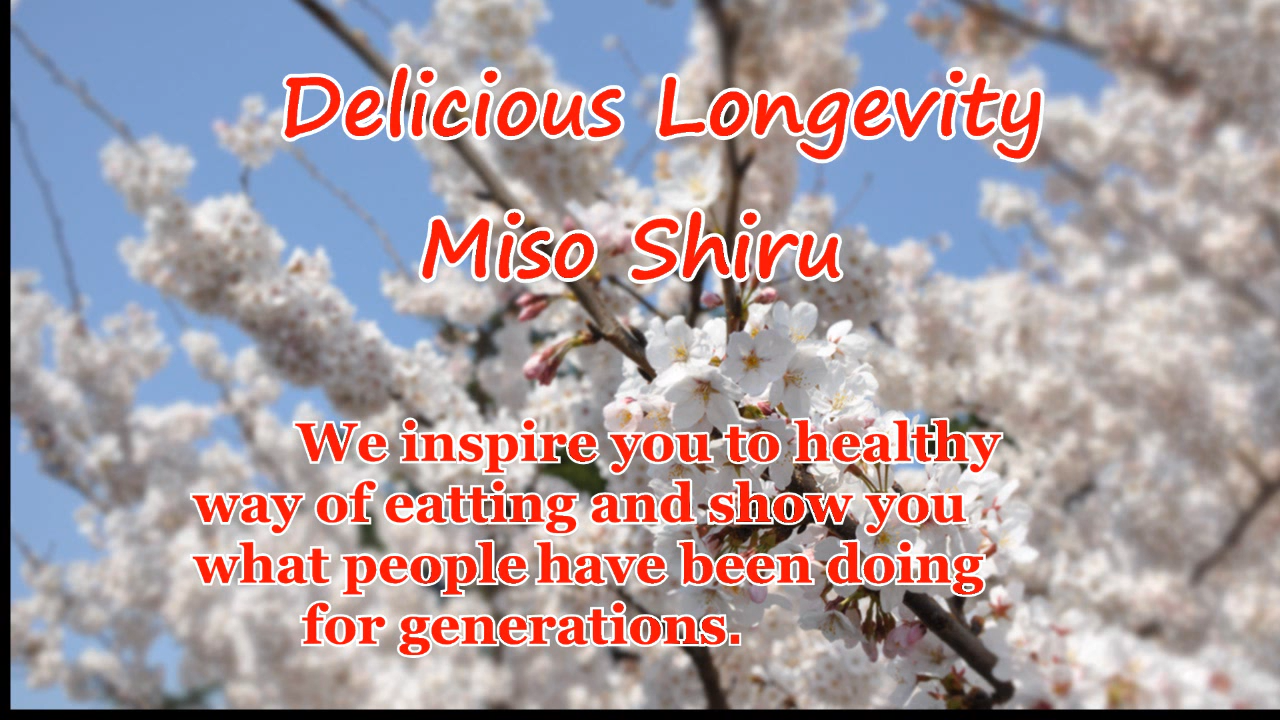 Delicious Longevity
Miso Shiru
We inspire you to healthy
way of eatting and show you
what people have been doing
for generations.